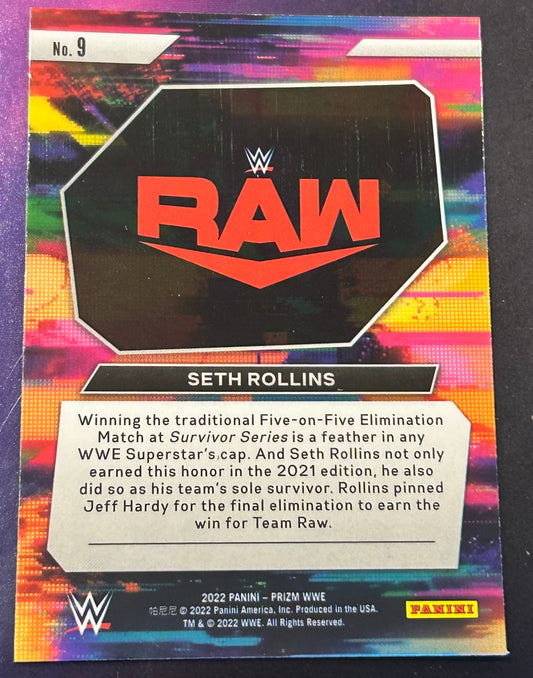 No. 9
W
RAW
SETH ROLLINS
Winning the traditional Five-on-Five Elimination
Match at Survivor Series is a feather in any
WWE Superstar's cap. And Seth Rollins not only
earned this honor in the 2021 edition, he also
did so as his team's sole survivor. Rollins pinned
Jeff Hardy for the final elimination to earn the
win for Team Raw.
2022 PANINI – PRIZM WWE
帕尼尼 © 2022 Panini America, Inc. Produced in the USA.
TM & © 2022 WWE. All Rights Reserved.
W
PANINI